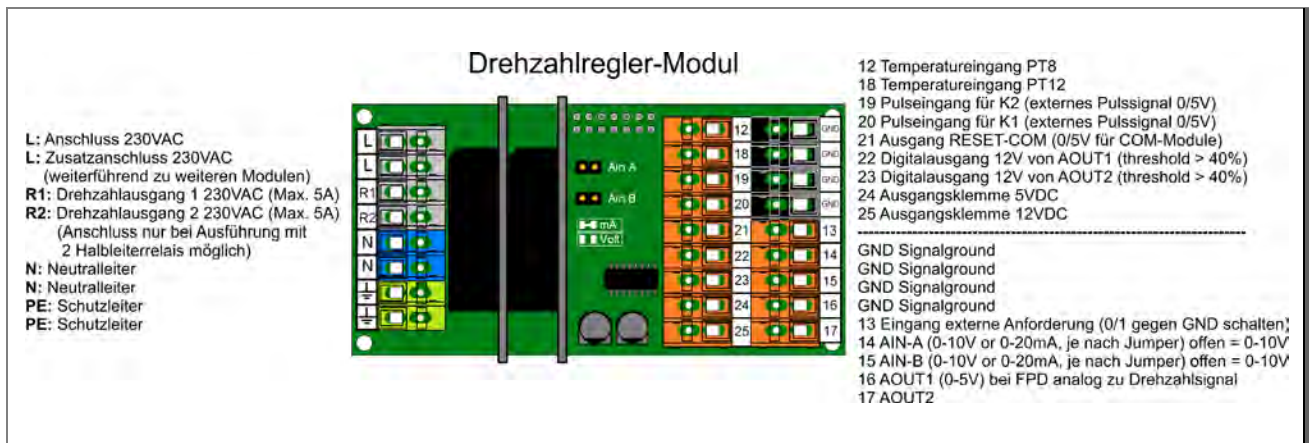 Drehzahlregler-Modul
L: Anschluss 230VAC
L: Zusatzanschluss 230VAC
(weiterführend zu weiteren Modulen)
R1: Drehzahlausgang 1 230VAC (Max. 5A)
R2: Drehzahlausgang 2 230VAC (Max. 5A)
(Anschluss nur bei Ausführung mit
2 Halbleiterrelais möglich)
N: Neutralleiter
N: Neutralleiter
PE: Schutzleiter
PE: Schutzleiter
L
L
R1
R2
N
N
Ain A
Ain B
mA
Volt
12 GND
18 GND
19 GND
20 GND
21 13
22 14
23 15
24 16
25 17
12 Temperatureingang PT8
18 Temperatureingang PT12
19 Pulseingang für K2 (externes Pulssignal 0/5V)
20 Pulseingang für K1 (externes Pulssignal 0/5V)
21 Ausgang RESET-COM (0/5V für COM-Module)
22 Digitalausgang 12V von AOUT1 (threshold > 40%)
23 Digitalausgang 12V von AOUT2 (threshold > 40%)
24 Ausgangsklemme 5VDC
25 Ausgangsklemme 12VDC
GND Signalground
GND Signalground
GND Signalground
GND Signalground
13 Eingang externe Anforderung (0/1 gegen GND schalten)
14 AIN-A (0-10V or 0-20mA, je nach Jumper) offen = 0-10V
15 AIN-B (0-10V or 0-20mA, je nach Jumper) offen = 0-10V
16 AOUT1 (0-5V) bei FPD analog zu Drehzahlsignal
17 AOUT2